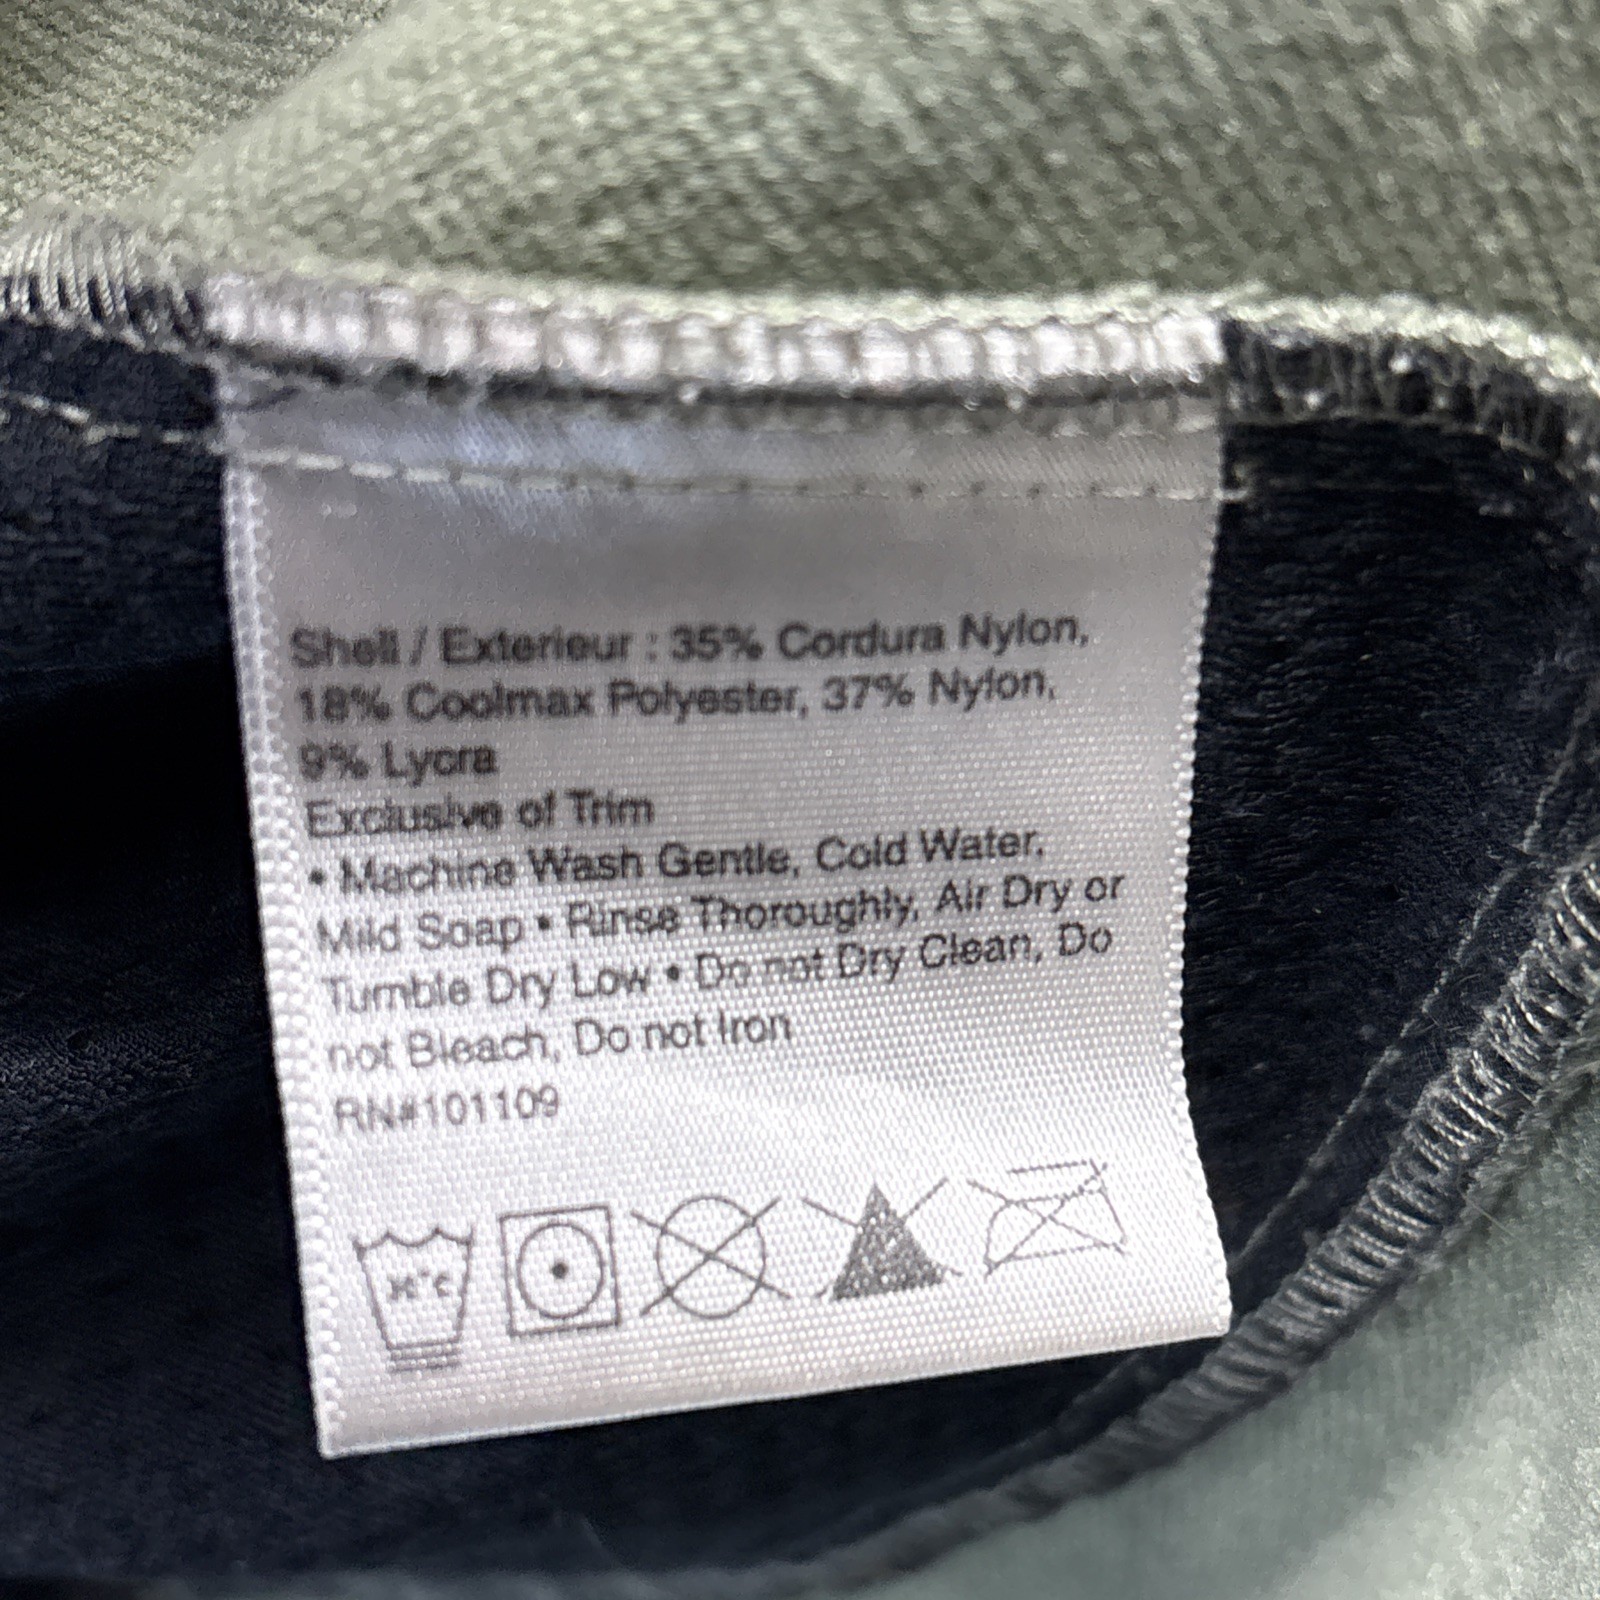 Shell / Exterieur : 35% Cordura Nylon,
18% Coolmax Polyester, 37% Nylon,
9% Lycra
Exclusive of Trim
• Machine Wash Gentle, Cold Water,
Mild Soap • Rinse Thoroughly, Air Dry or
Tumble Dry Low • Do not Dry Clean, Do
not Bleach, Do not Iron
RN#101109